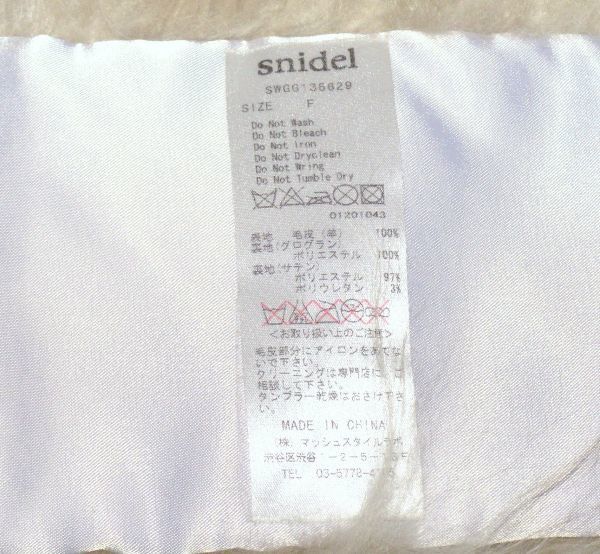 snidel
SWGG135629
SIZE F
Do Not Wash
Do Not Bleach
Do Not Iron
Do Not Dryclean
Do Not Wring
Do Not Tumble Dry
01201043
表地 毛皮(羊) 100%
裏地(グログラン)
ポリエステル 100%
裏地(サテン)
ポリエステル 97%
ポリウレタン 3%
<お取り扱い上のご注意>
毛皮部分にアイロンをあてな
いで下さい。
クリーニングは専門店に、ご
相談して下さい。
タンブラー乾燥はおさけ下さ
い。
MADE IN CHINA
(株)マッシュスタイルラボ
渋谷区渋谷1-2-5
TEL 03-5778-